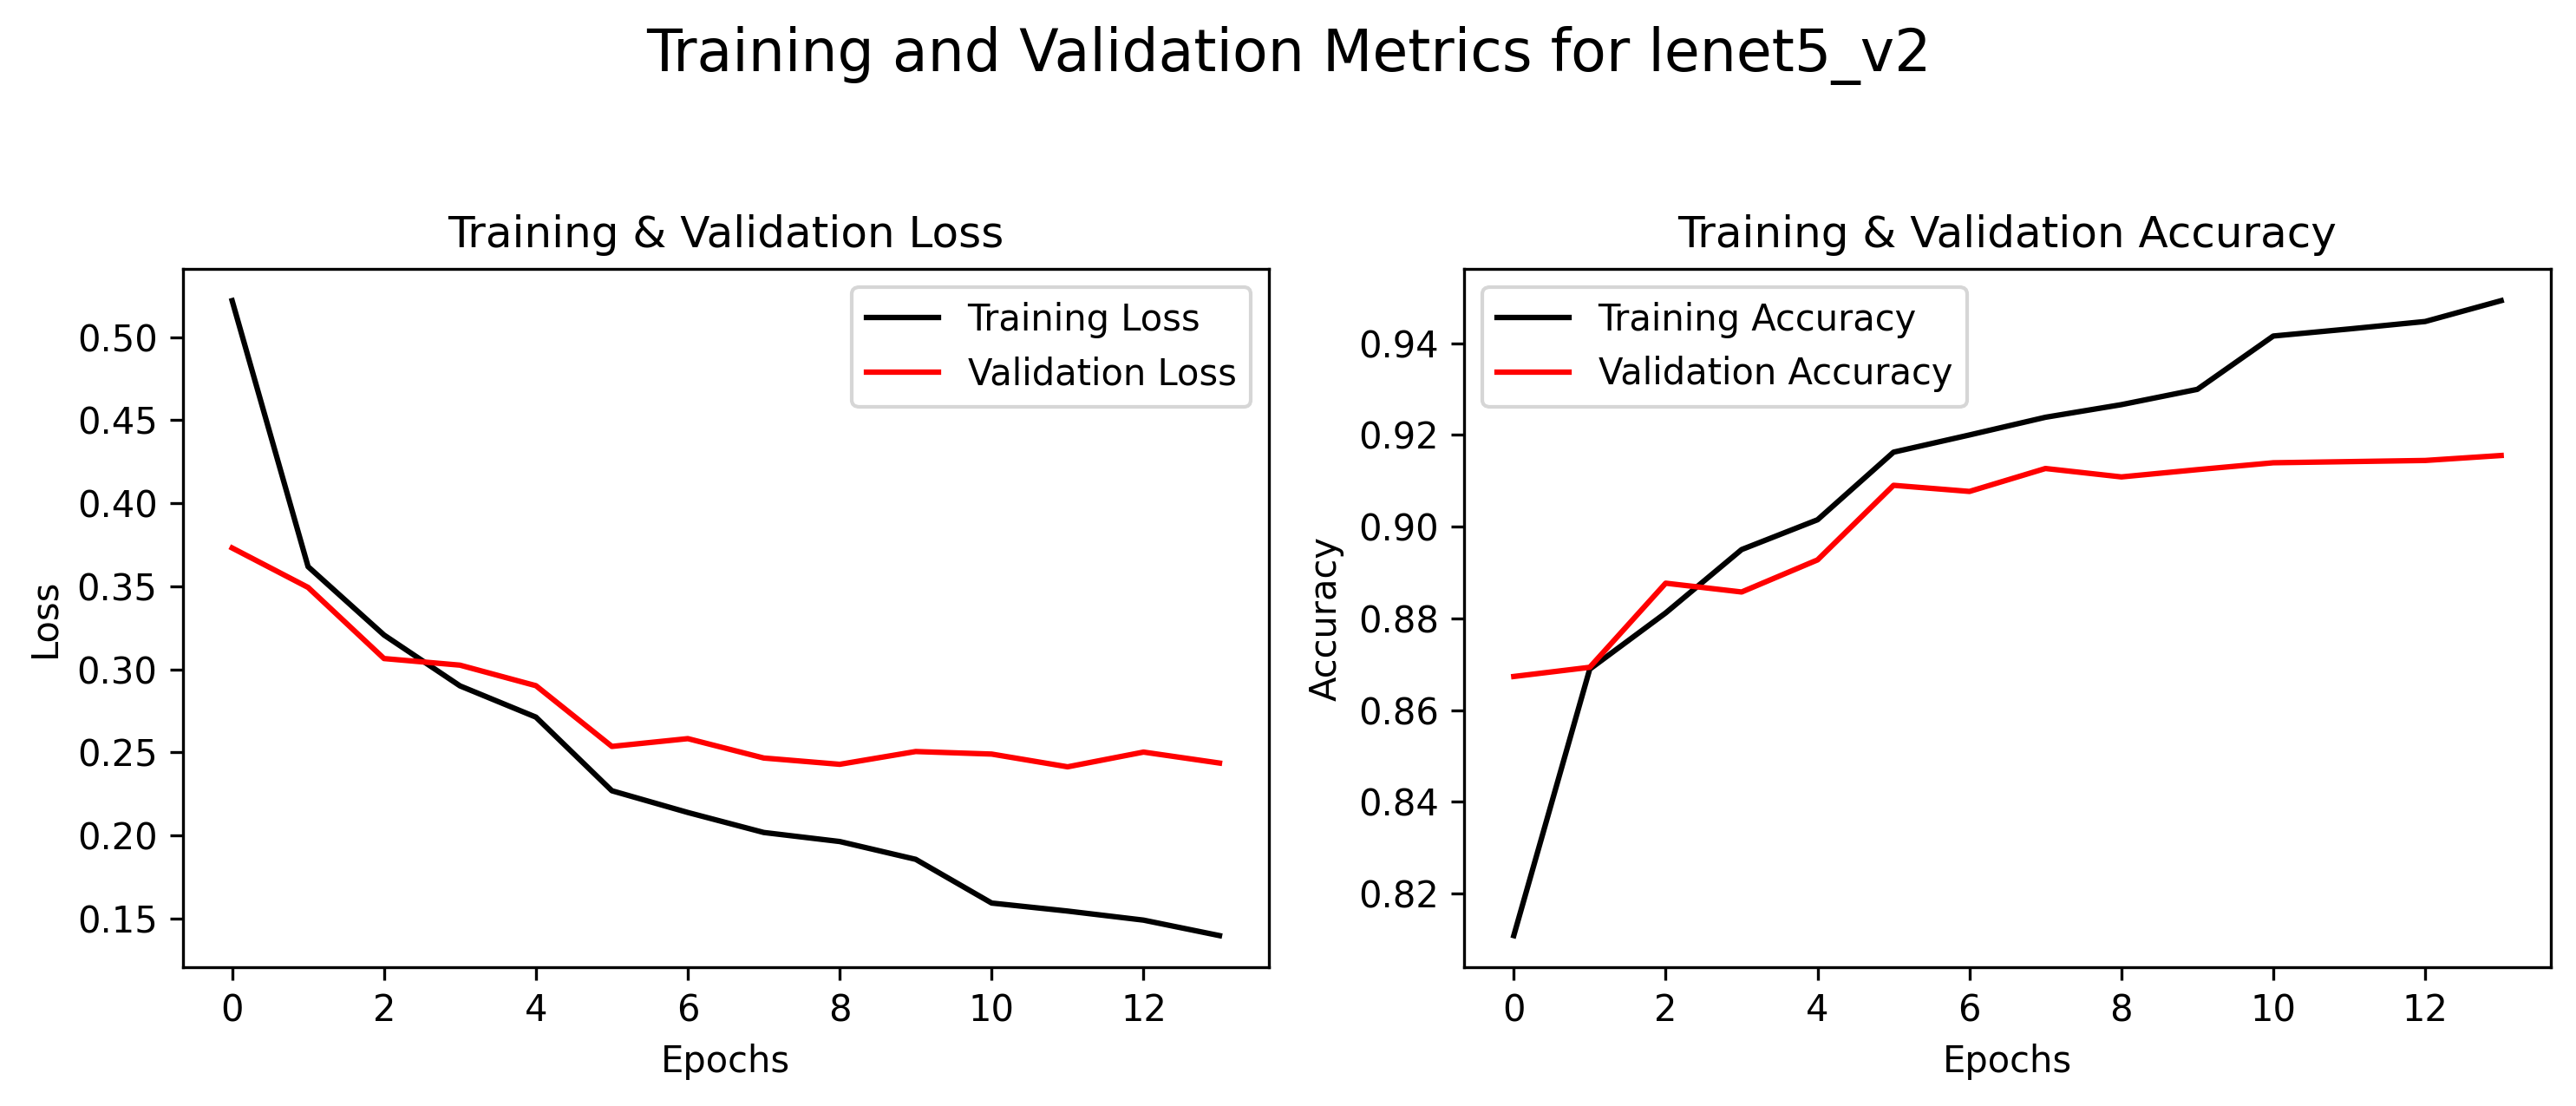 Training and Validation Metrics for lenet5_v2
Training & Validation Loss
Training Loss
Validation Loss
0.50
0.45
0.40
0.35
0.30
0.25
0.20
0.15
Loss
0 2 4 6 8 10 12
Epochs
Training & Validation Accuracy
Training Accuracy
Validation Accuracy
0.94
0.92
0.90
0.88
0.86
0.84
0.82
Accuracy
0 2 4 6 8 10 12
Epochs